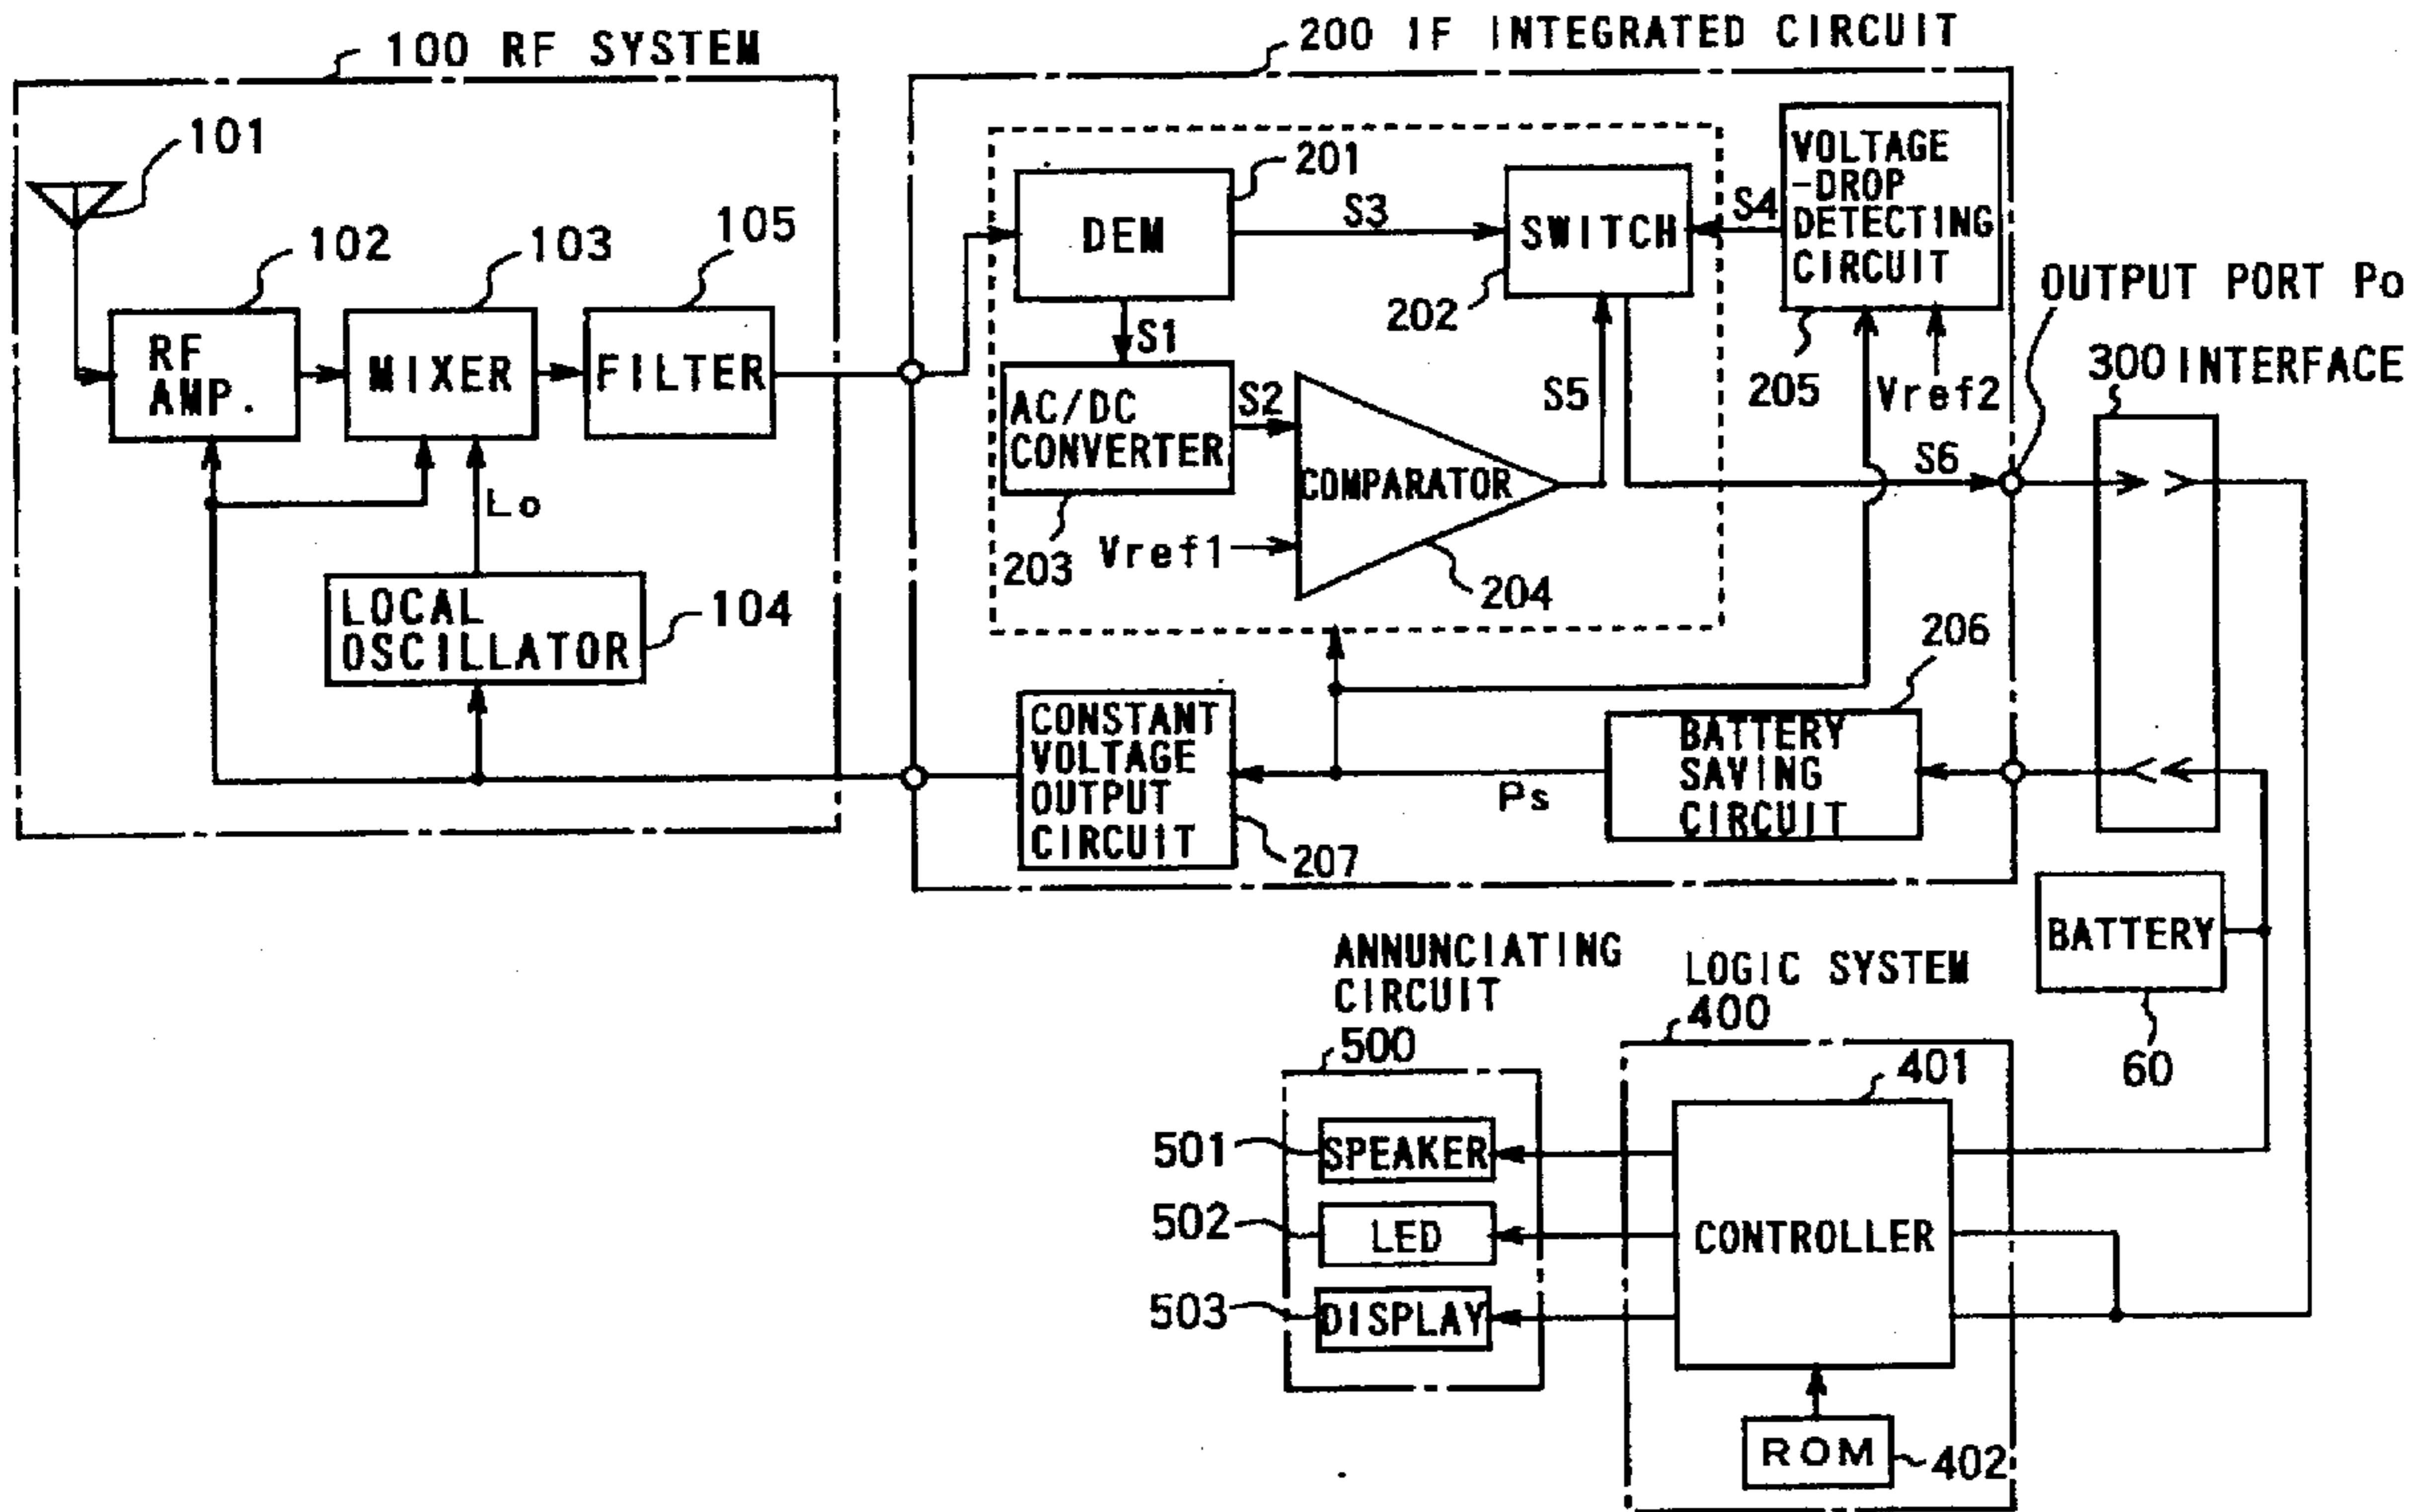 100 RF SYSTEM
101
102
103
105
RF
AMP.
MIXER
FILTER
Lo
LOCAL
OSCILLATOR
104
200 IF INTEGRATED CIRCUIT
201
DEM
S3
SWITCH
202
S4
VOLTAGE
-DROP
DETECTING
CIRCUIT
205
Vref2
S1
AC/DC
CONVERTER
203
S2
COMPARATOR
204
Vref1
S5
S6
OUTPUT PORT Po
300 INTERFACE
206
CONSTANT
VOLTAGE
OUTPUT
CIRCUIT
207
Ps
BATTERY
SAVING
CIRCUIT
BATTERY
60
ANNUNCIATING
CIRCUIT
500
LOGIC SYSTEM
400
401
501
SPEAKER
502
LED
503
DISPLAY
CONTROLLER
ROM
402